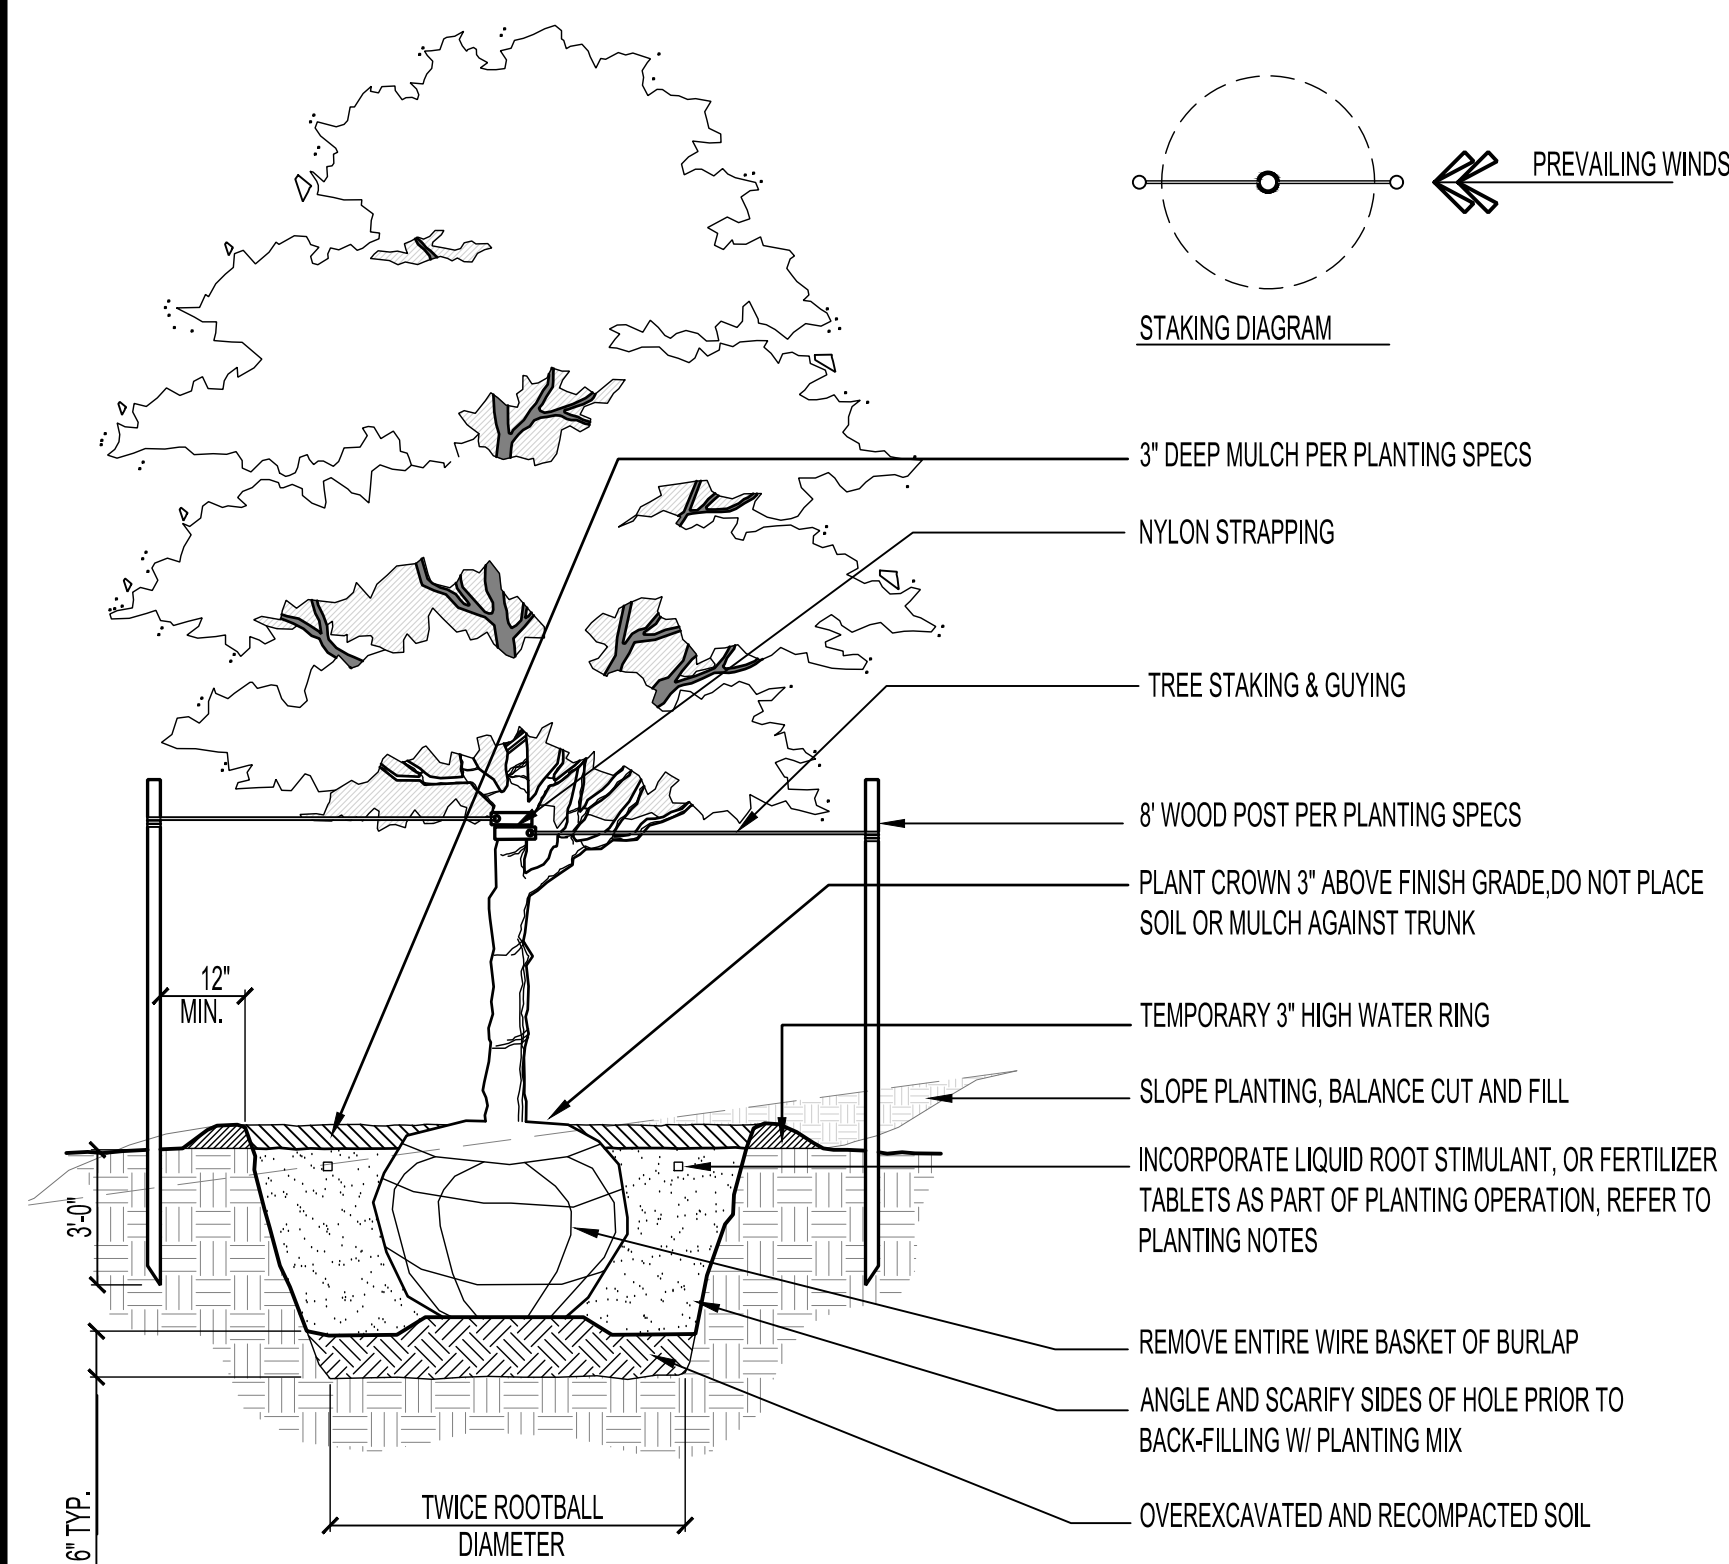 PREVAILING WINDS
STAKING DIAGRAM
3" DEEP MULCH PER PLANTING SPECS
NYLON STRAPPING
TREE STAKING & GUYING
8' WOOD POST PER PLANTING SPECS
PLANT CROWN 3" ABOVE FINISH GRADE,DO NOT PLACE
SOIL OR MULCH AGAINST TRUNK
12"
MIN.
TEMPORARY 3" HIGH WATER RING
SLOPE PLANTING, BALANCE CUT AND FILL
INCORPORATE LIQUID ROOT STIMULANT, OR FERTILIZER
TABLETS AS PART OF PLANTING OPERATION, REFER TO
PLANTING NOTES
3'-0"
REMOVE ENTIRE WIRE BASKET OF BURLAP
ANGLE AND SCARIFY SIDES OF HOLE PRIOR TO
BACK-FILLING W/ PLANTING MIX
OVEREXCAVATED AND RECOMPACTED SOIL
6" TYP.
TWICE ROOTBALL
DIAMETER